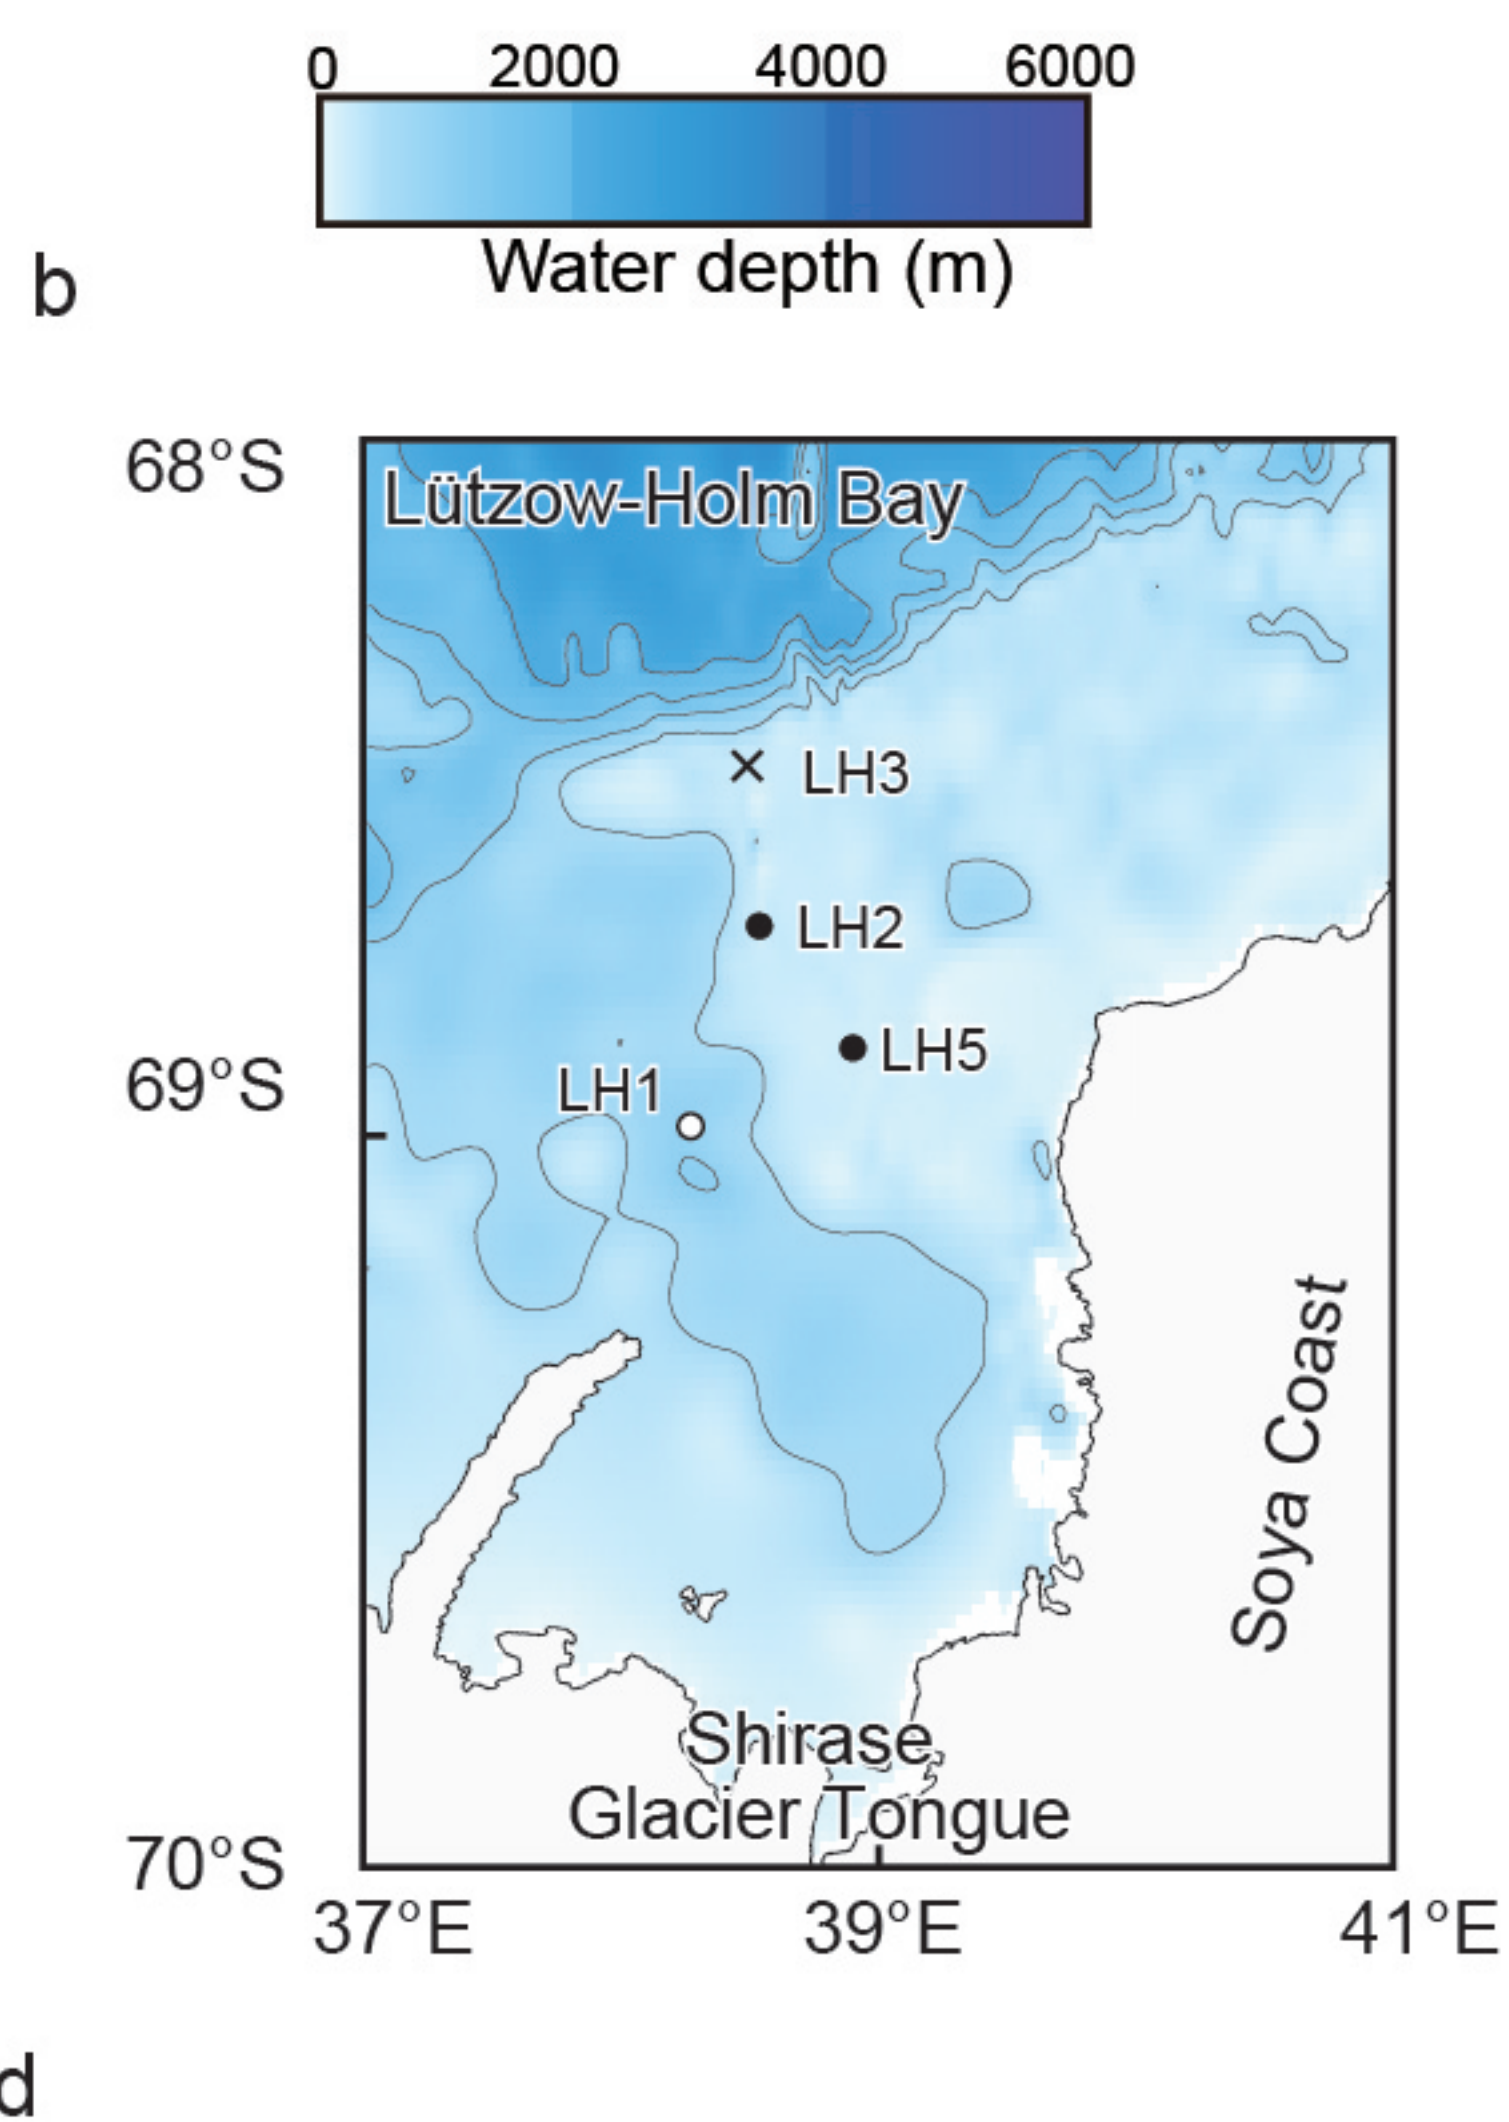 0 2000 4000 6000
Water depth (m)
b
68°S
Lützow-Holm Bay
LH3
LH2
LH5
69°S
LH1
Soya Coast
Shirase
Glacier Tongue
70°S
37°E 39°E 41°E
d